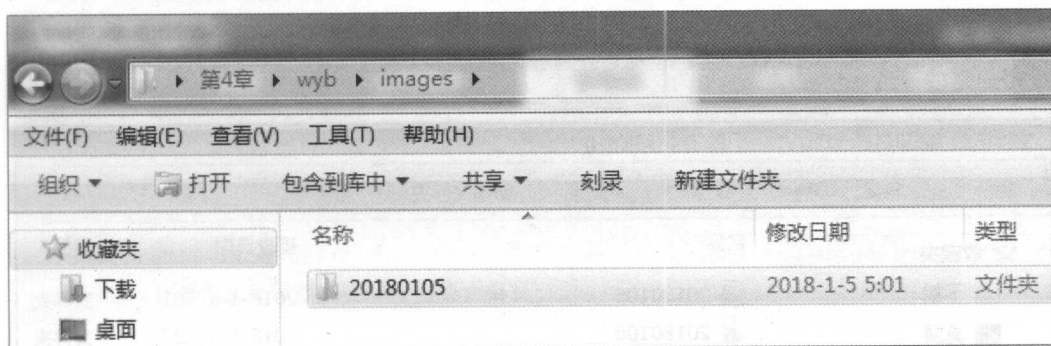 第4章 ▸ wyb ▸ images ▸
文件(F) 编辑(E) 查看(V) 工具(T) 帮助(H)
组织 ▼ 打开 包含到库中 ▼ 共享 ▼ 刻录 新建文件夹
收藏夹
下载
桌面
名称 修改日期 类型
20180105 2018-1-5 5:01 文件夹